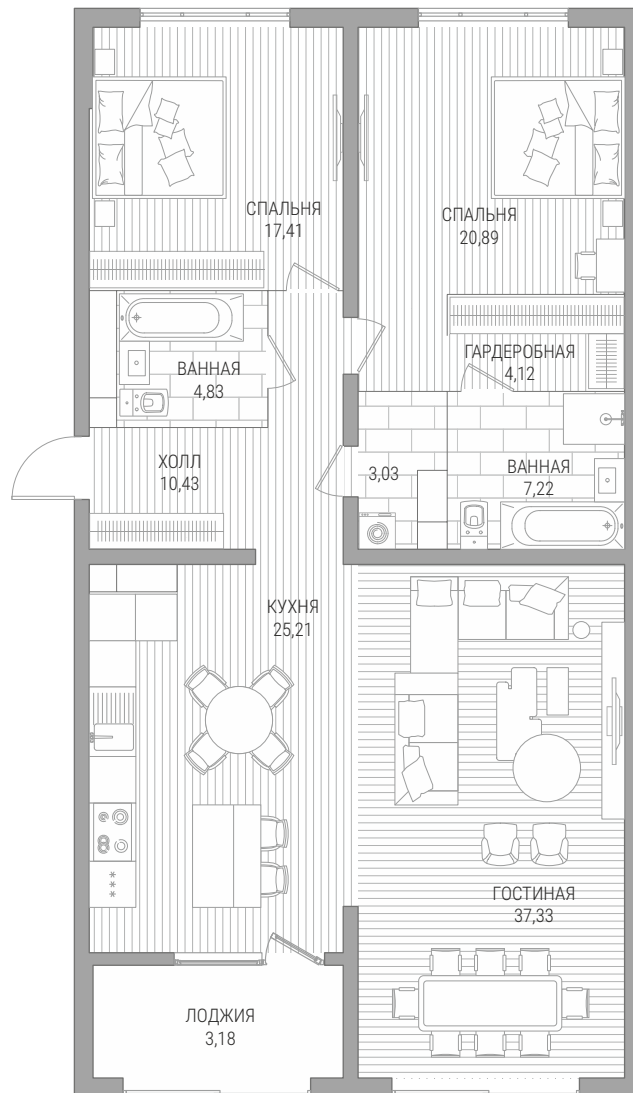 СПАЛЬНЯ
17,41
СПАЛЬНЯ
20,89
ВАННАЯ
4,83
ГАРДЕРОБНАЯ
4,12
ХОЛЛ
10,43
3,03
ВАННАЯ
7,22
КУХНЯ
25,21
ГОСТИНАЯ
37,33
ЛОДЖИЯ
3,18